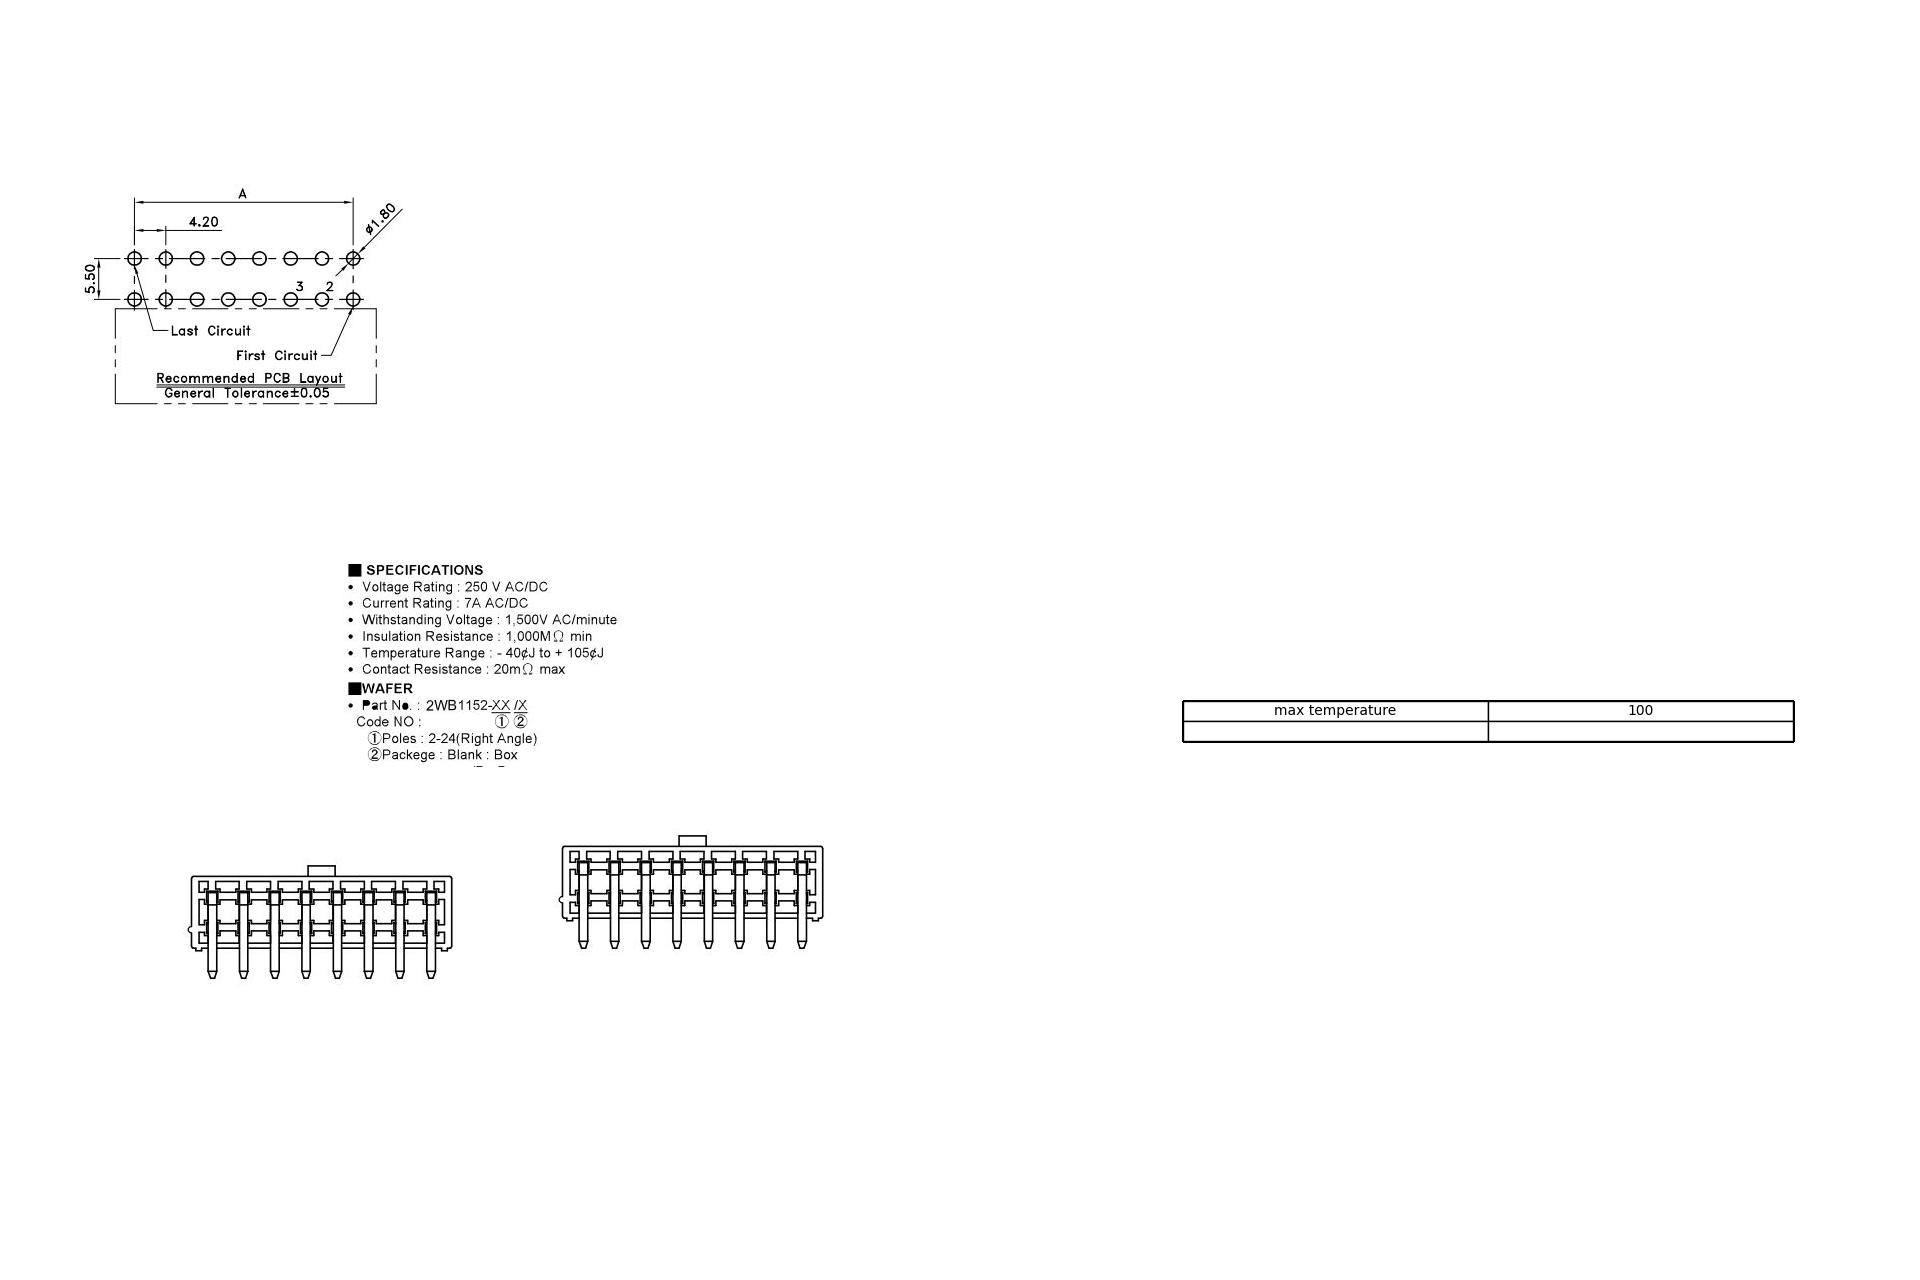 A
4.20
ø1.80
5.50
3 2
Last Circuit
First Circuit
Recommended PCB Layout
General Tolerance±0.05
■ SPECIFICATIONS
• Voltage Rating : 250 V AC/DC
• Current Rating : 7A AC/DC
• Withstanding Voltage : 1,500V AC/minute
• Insulation Resistance : 1,000MΩ min
• Temperature Range : - 40¢J to + 105¢J
• Contact Resistance : 20mΩ max
■WAFER
• Part No. : 2WB1152-XX /X
Code NO : ① ②
①Poles : 2-24(Right Angle)
②Packege : Blank : Box
max temperature 100